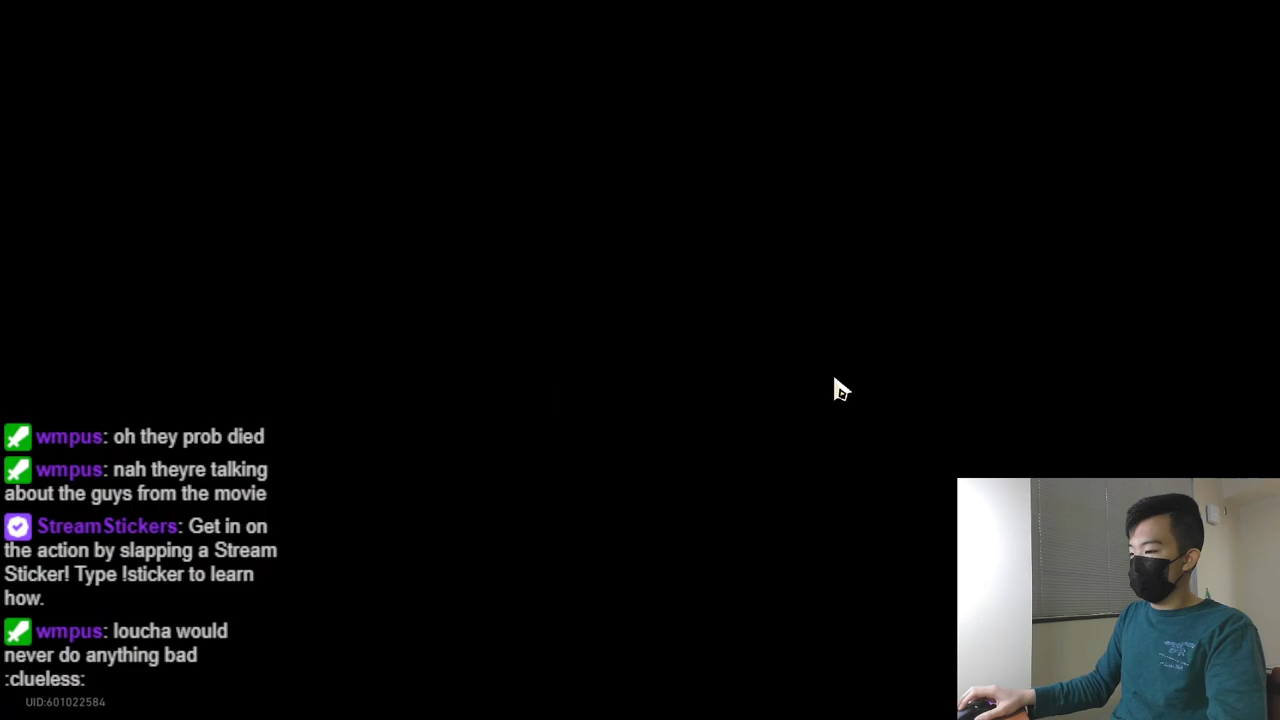 wmpus: oh they prob died
wmpus: nah theyre talking
about the guys from the movie
StreamStickers: Get in on
the action by slapping a Stream
Sticker! Type !sticker to learn
how.
wmpus: loucha would
never do anything bad
:clueless:
UID:601022584